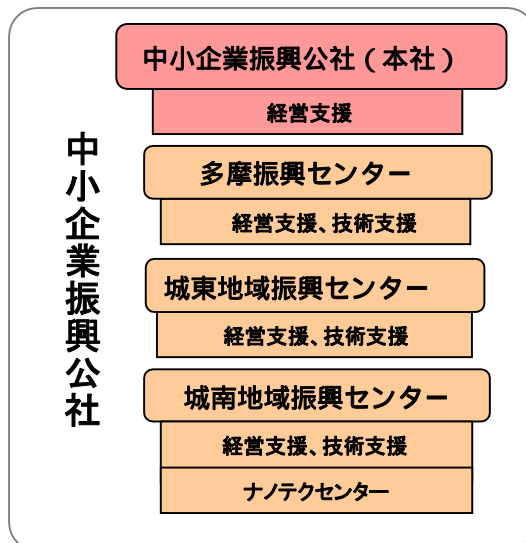 中小企業振興公社
中小企業振興公社（本社）
経営支援
多摩振興センター
経営支援、技術支援
城東地域振興センター
経営支援、技術支援
城南地域振興センター
経営支援、技術支援
ナノテクセンター